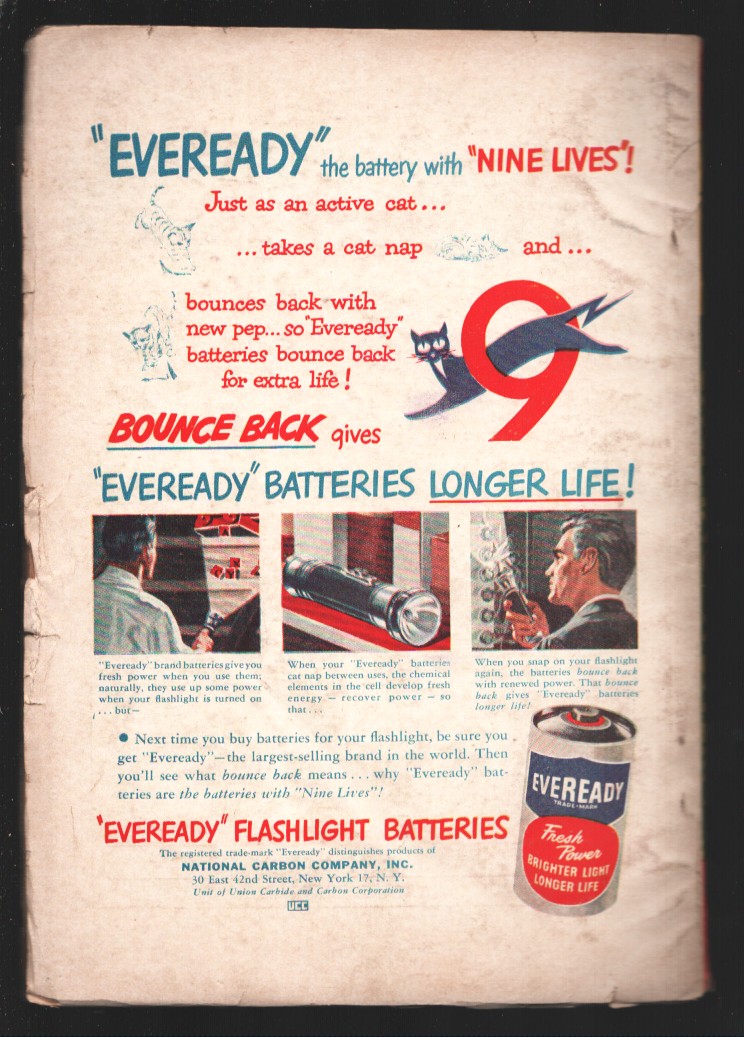 "EVEREADY" the battery with "NINE LIVES"!
Just as an active cat...
...takes a cat nap and...
bounces back with
new pep...so "Eveready"
batteries bounce back
for extra life!
9
BOUNCE BACK gives
"EVEREADY" BATTERIES LONGER LIFE!
"Eveready" brand batteries give you
fresh power when you use them;
naturally, they use up some power
when your flashlight is turned on
... but—
When your "Eveready" batteries
cat nap between uses, the chemical
elements in the cell develop fresh
energy — recover power — so
that...
When you snap on your flashlight
again, the batteries bounce back
with renewed power. That bounce
back gives "Eveready" batteries
longer life!
• Next time you buy batteries for your flashlight, be sure you
get "Eveready"—the largest-selling brand in the world. Then
you'll see what bounce back means... why "Eveready" bat-
teries are the batteries with "Nine Lives"!
EVEREADY
TRADE-MARK
Fresh
Power
BRIGHTER LIGHT
LONGER LIFE
"EVEREADY" FLASHLIGHT BATTERIES
The registered trade-mark "Eveready" distinguishes products of
NATIONAL CARBON COMPANY, INC.
30 East 42nd Street, New York 17, N. Y.
Unit of Union Carbide and Carbon Corporation
UCC